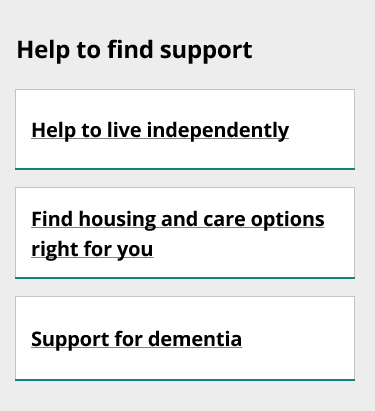 Help to find support
Help to live independently
Find housing and care options
right for you
Support for dementia